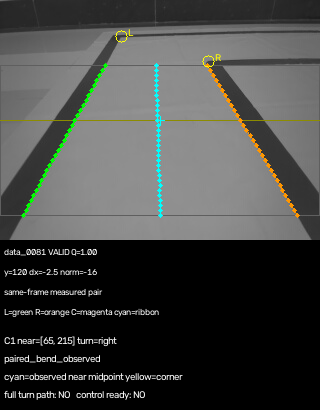 L
R
data_0081 VALID Q=1.00
y=120 dx=-2.5 norm=-16
same-frame measured pair
L=green R=orange C=magenta cyan=ribbon
C1 near=[65, 215] turn=right
paired_bend_observed
cyan=observed near midpoint yellow=corner
full turn path: NO control ready: NO